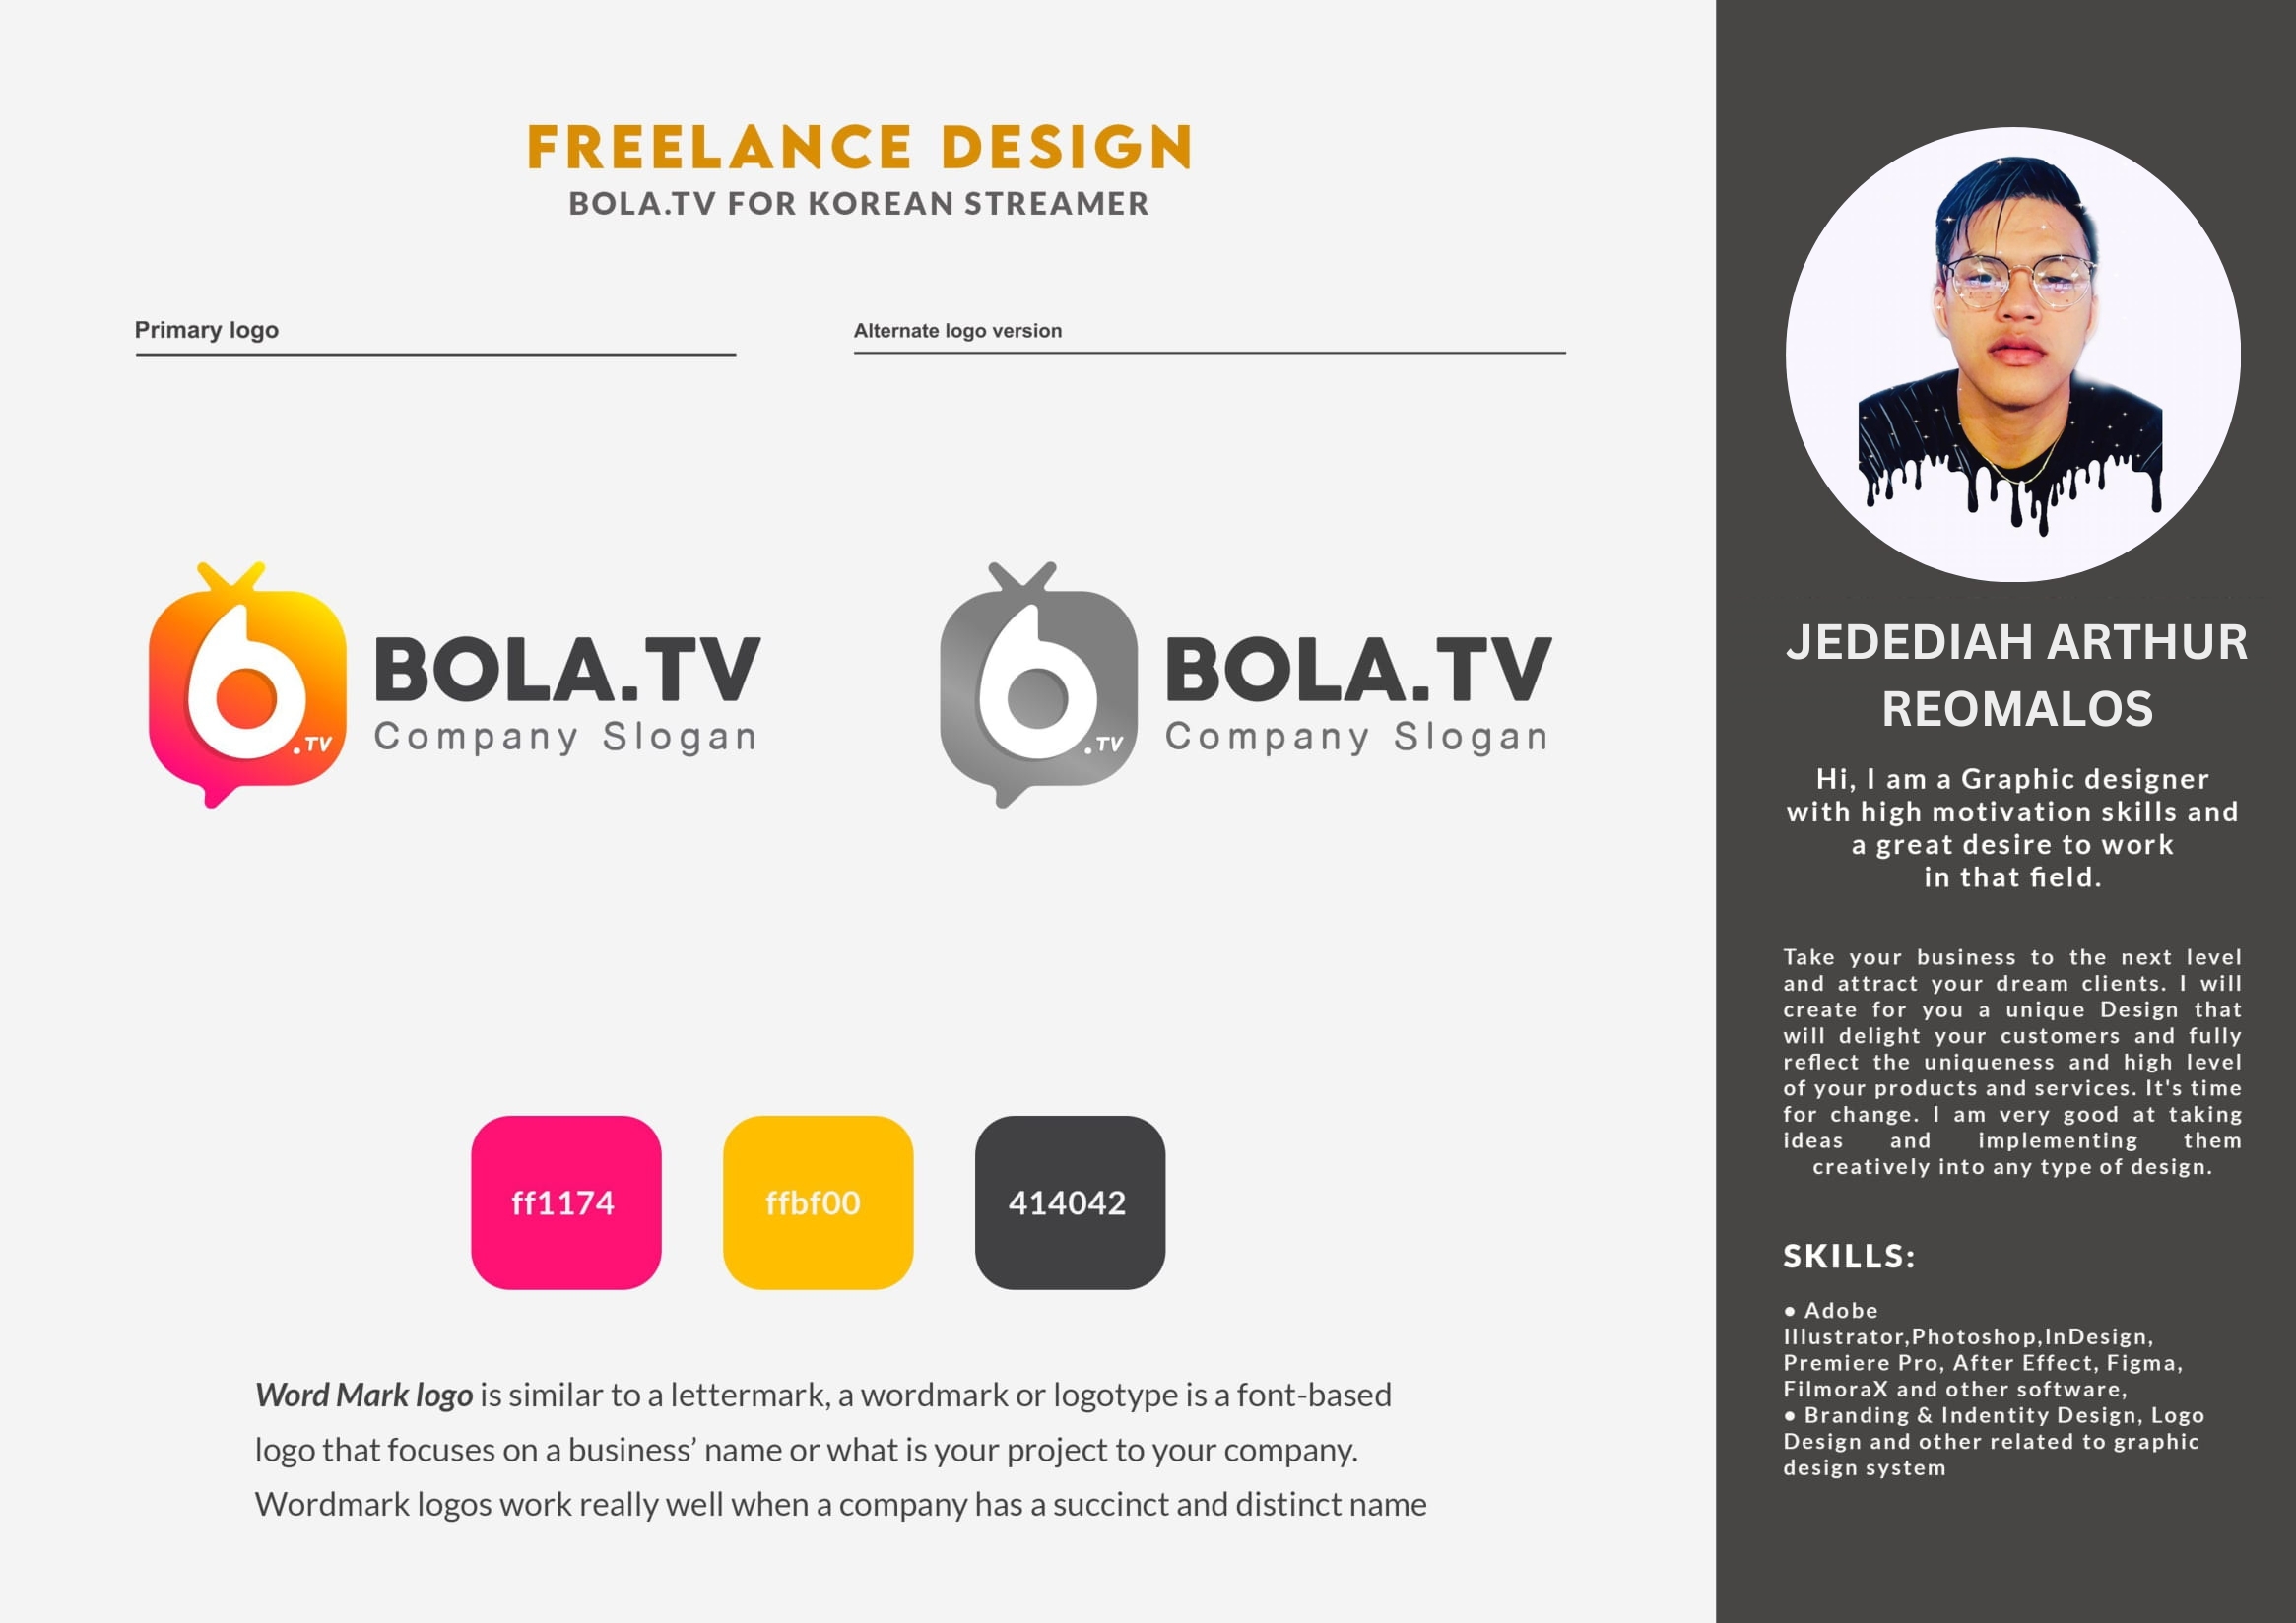 FREELANCE DESIGN
BOLA.TV FOR KOREAN STREAMER
Primary logo
Alternate logo version
.TV
BOLA.TV
Company Slogan
.TV
BOLA.TV
Company Slogan
ff1174
ffbf00
414042
Word Mark logo is similar to a lettermark, a wordmark or logotype is a font-based
logo that focuses on a business’ name or what is your project to your company.
Wordmark logos work really well when a company has a succinct and distinct name
JEDEDIAH ARTHUR
REOMALOS
Hi, I am a Graphic designer
with high motivation skills and
a great desire to work
in that field.
Take your business to the next level
and attract your dream clients. I will
create for you a unique Design that
will delight your customers and fully
reflect the uniqueness and high level
of your products and services. It's time
for change. I am very good at taking
ideas and implementing them
creatively into any type of design.
SKILLS:
• Adobe
Illustrator,Photoshop,InDesign,
Premiere Pro, After Effect, Figma,
FilmoraX and other software,
• Branding & Indentity Design, Logo
Design and other related to graphic
design system